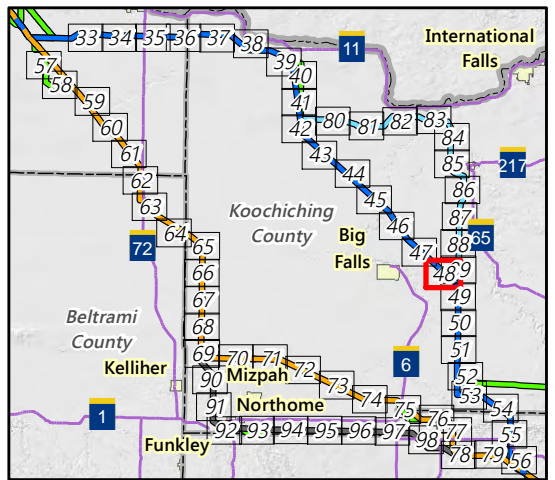 International
Falls
11
33 34 35 36 37 38
39
40
41
42
57
58
59
60
61
62
63
64
80 81 82 83
84
85
217
86
87
88
65
89
43
44
45
46
47
48
Koochiching
County
Big
Falls
72
65
66
67
68
69
49
50
51
52
53
54
55
56
Beltrami
County
Kelliher
70 71 72 73 74 75 76 77
Mizpah
6
90
91
Northome
1
92 93 94 95 96 97 98
78 79
Funkley